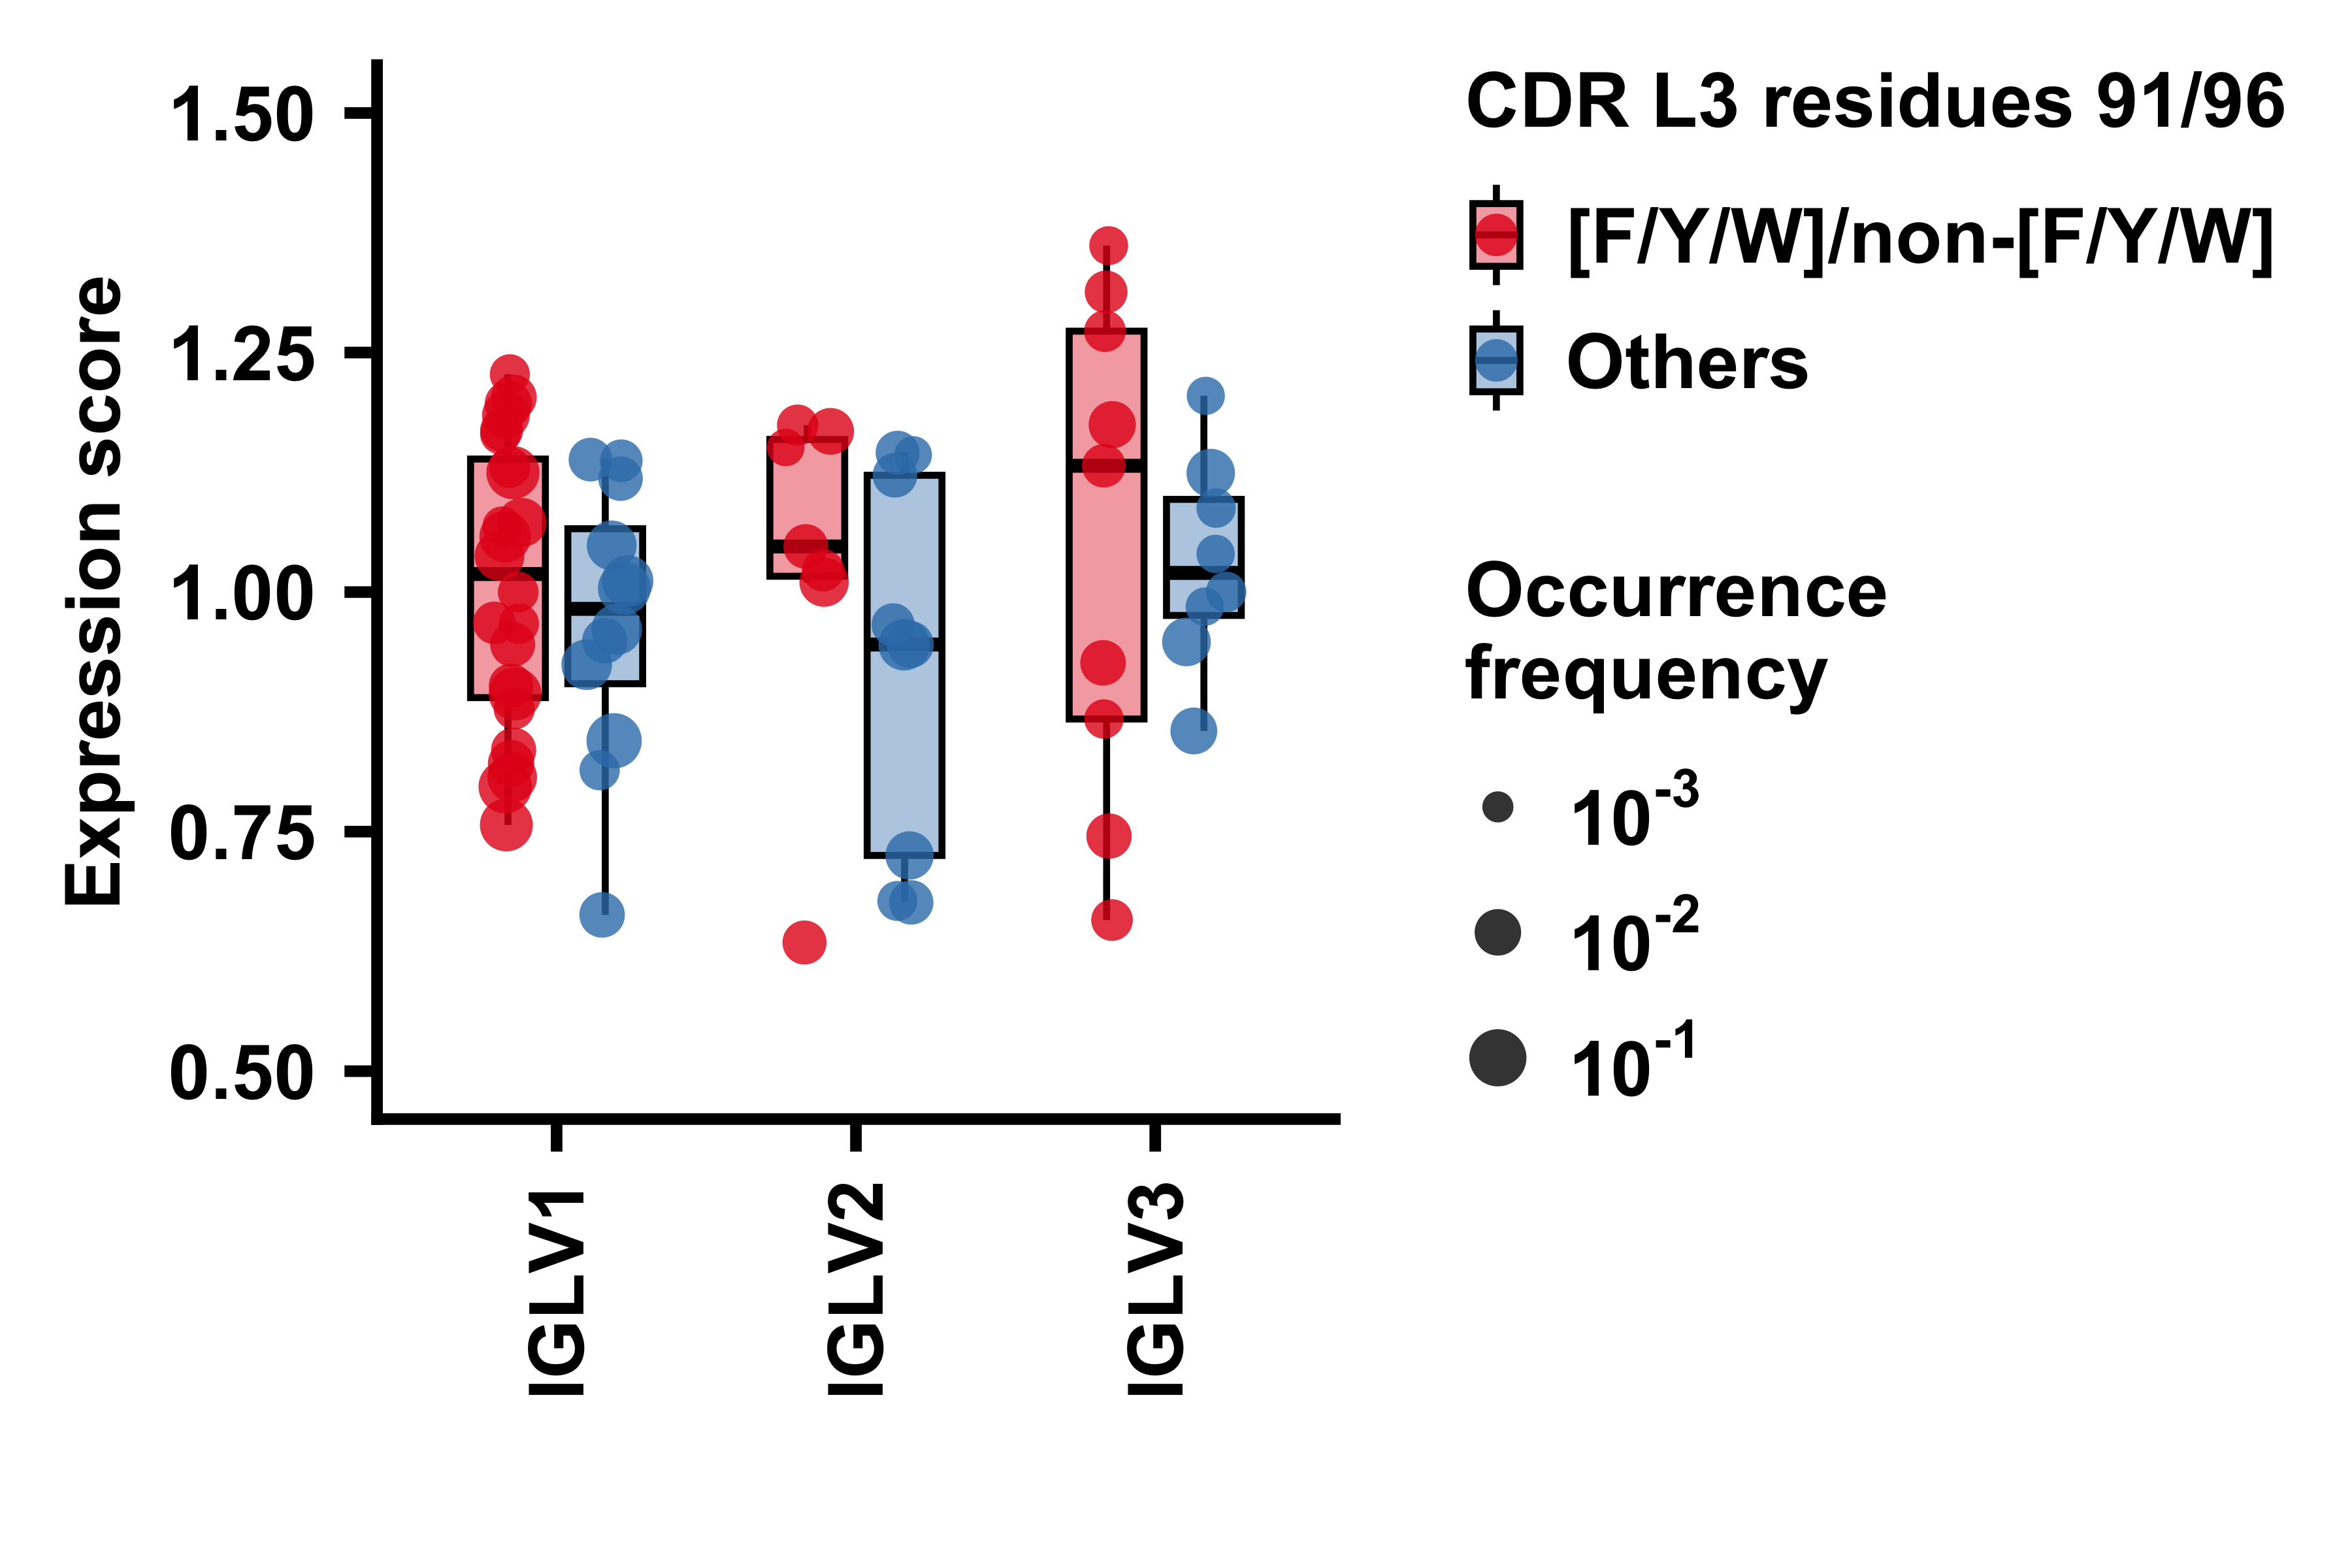 1.50
1.25
1.00
0.75
0.50
Expression score
IGLV1
IGLV2
IGLV3
CDR L3 residues 91/96
[F/Y/W]/non-[F/Y/W]
Others
Occurrence
frequency
10⁻³
10⁻²
10⁻¹